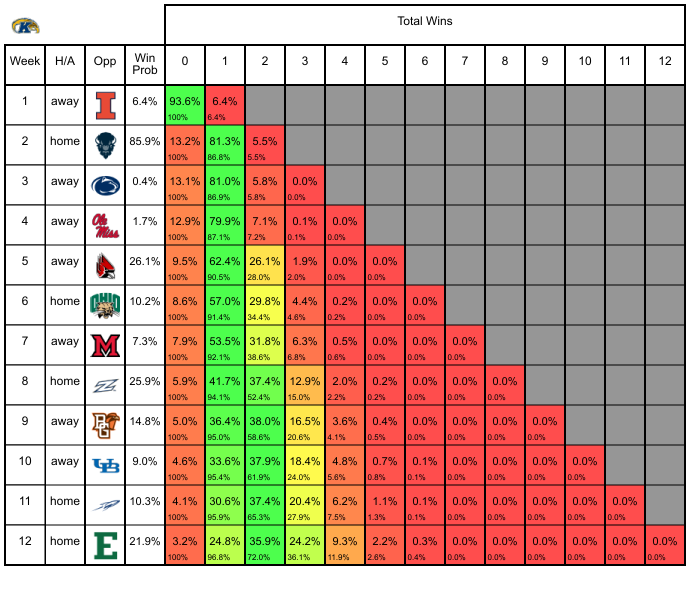 K
Total Wins
Week H/A Opp Win Prob 0 1 2 3 4 5 6 7 8 9 10 11 12
1 away I 6.4% 93.6% 6.4%
100% 6.4%
2 home 85.9% 13.2% 81.3% 5.5%
100% 86.8% 5.5%
3 away 0.4% 13.1% 81.0% 5.8% 0.0%
100% 86.9% 5.8% 0.0%
4 away Ole Miss 1.7% 12.9% 79.9% 7.1% 0.1% 0.0%
100% 87.1% 7.2% 0.1% 0.0%
5 away 26.1% 9.5% 62.4% 26.1% 1.9% 0.0% 0.0%
100% 90.5% 28.0% 2.0% 0.0% 0.0%
6 home OHIO 10.2% 8.6% 57.0% 29.8% 4.4% 0.2% 0.0% 0.0%
100% 91.4% 34.4% 4.6% 0.2% 0.0% 0.0%
7 away M 7.3% 7.9% 53.5% 31.8% 6.3% 0.5% 0.0% 0.0% 0.0%
100% 92.1% 38.6% 6.8% 0.6% 0.0% 0.0% 0.0%
8 home Z 25.9% 5.9% 41.7% 37.4% 12.9% 2.0% 0.2% 0.0% 0.0% 0.0%
100% 94.1% 52.4% 15.0% 2.2% 0.2% 0.0% 0.0% 0.0%
9 away BG 14.8% 5.0% 36.4% 38.0% 16.5% 3.6% 0.4% 0.0% 0.0% 0.0% 0.0%
100% 95.0% 58.6% 20.6% 4.1% 0.5% 0.0% 0.0% 0.0% 0.0%
10 away UB 9.0% 4.6% 33.6% 37.9% 18.4% 4.8% 0.7% 0.1% 0.0% 0.0% 0.0% 0.0%
100% 95.4% 61.9% 24.0% 5.6% 0.8% 0.1% 0.0% 0.0% 0.0% 0.0%
11 home 10.3% 4.1% 30.6% 37.4% 20.4% 6.2% 1.1% 0.1% 0.0% 0.0% 0.0% 0.0% 0.0%
100% 95.9% 65.3% 27.9% 7.5% 1.3% 0.1% 0.0% 0.0% 0.0% 0.0% 0.0%
12 home E 21.9% 3.2% 24.8% 35.9% 24.2% 9.3% 2.2% 0.3% 0.0% 0.0% 0.0% 0.0% 0.0% 0.0%
100% 96.8% 72.0% 36.1% 11.9% 2.6% 0.4% 0.0% 0.0% 0.0% 0.0% 0.0% 0.0%